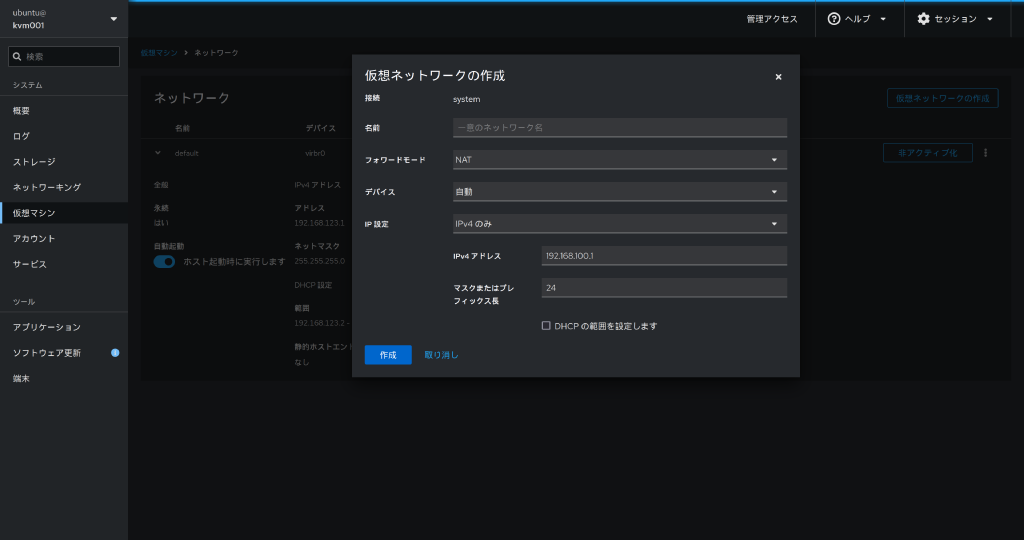 ubuntu@
kvm001
管理アクセス
ヘルプ
セッション
検索
システム
概要
ログ
ストレージ
ネットワーキング
仮想マシン
アカウント
サービス
ツール
アプリケーション
ソフトウェア更新
端末
仮想マシン > ネットワーク
ネットワーク
仮想ネットワークの作成
名前
デバイス
default
virbr0
非アクティブ化
全般
IPv4 アドレス
永続
アドレス
はい
192.168.123.1
自動起動
ネットマスク
ホスト起動時に実行します
255.255.255.0
DHCP 設定
範囲
192.168.123.2 -
静的ホストエント
なし
仮想ネットワークの作成
接続
system
名前
一意のネットワーク名
フォワードモード
NAT
デバイス
自動
IP 設定
IPv4 のみ
IPv4 アドレス
192.168.100.1
マスクまたはプレ
フィックス長
24
DHCP の範囲を設定します
作成
取り消し